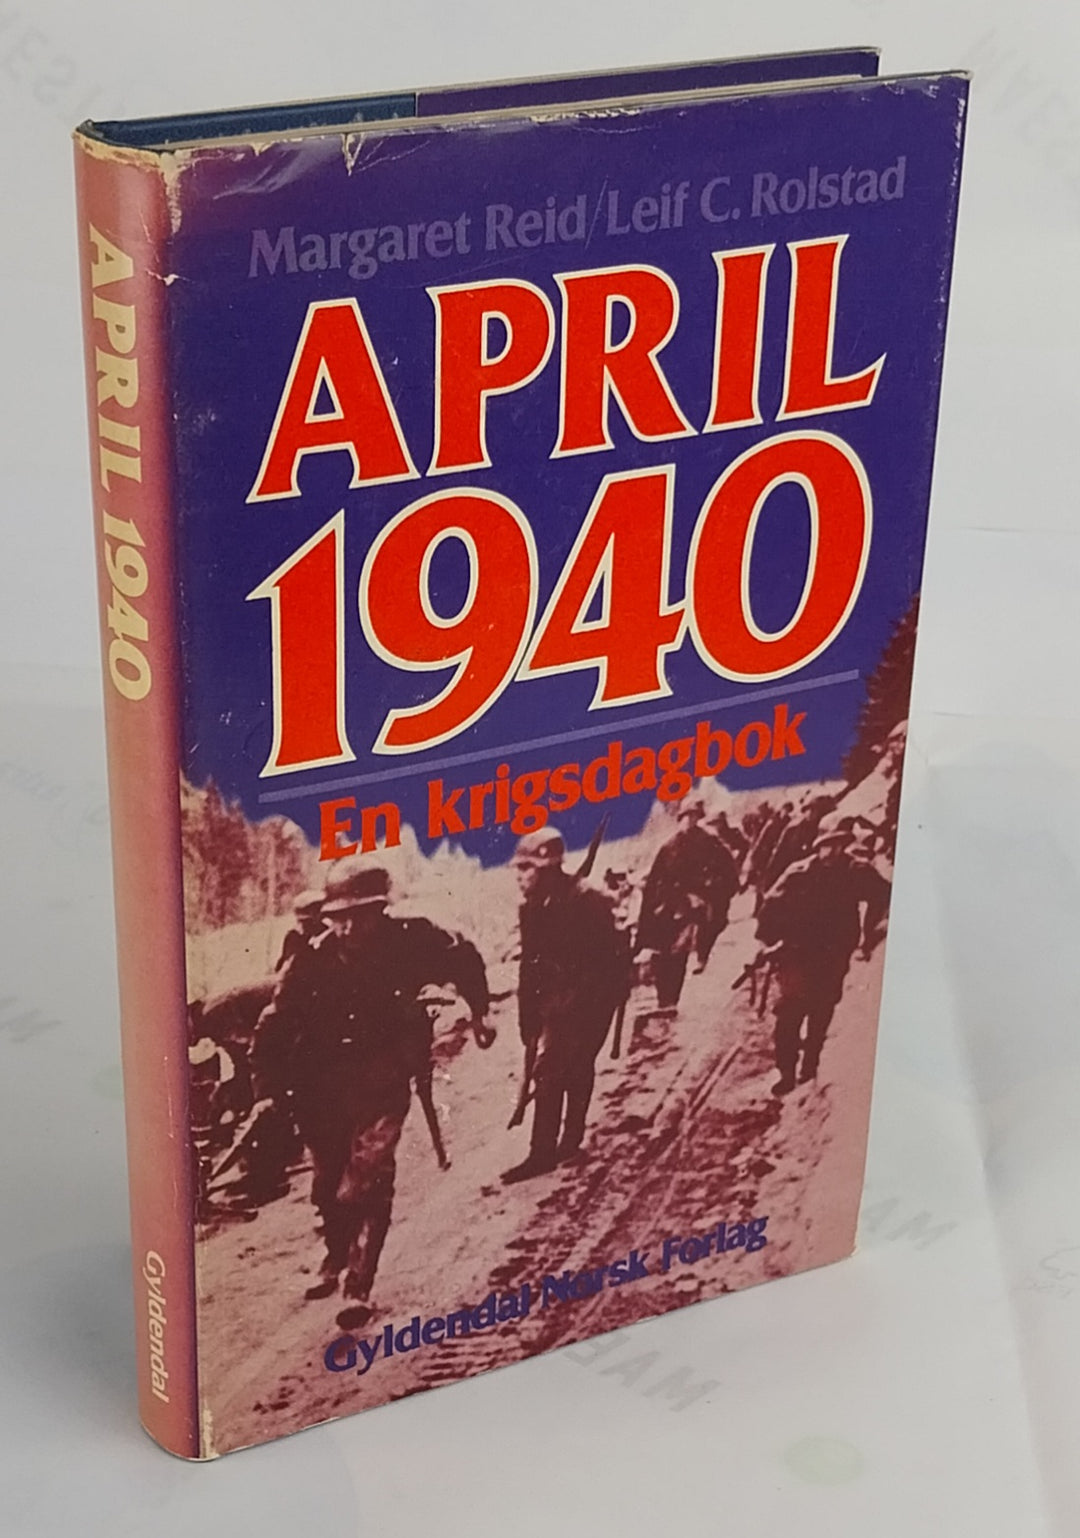 Margaret Reid/Leif C. Rolstad
APRIL
1940
En krigsdagbok
Gyldendal Norsk Forlag
APRIL 1940
Gyldendal